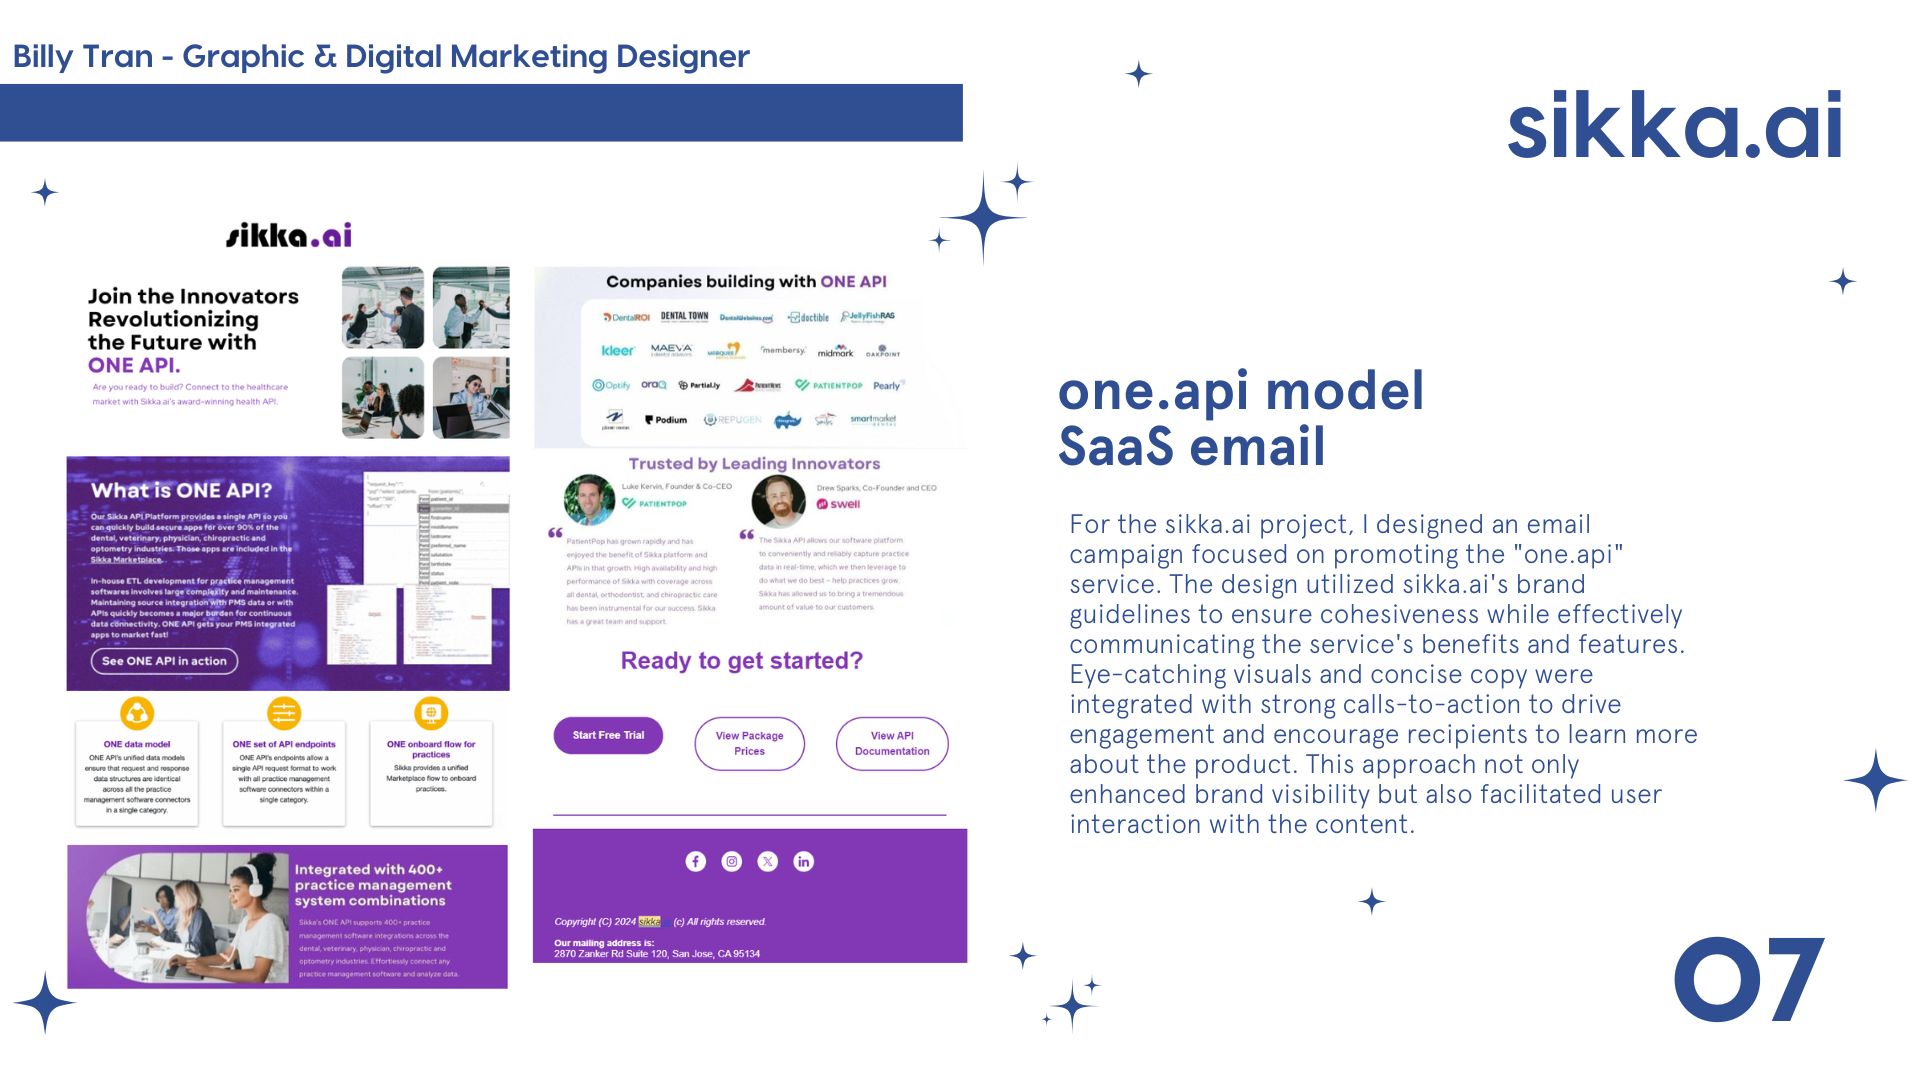 Billy Tran - Graphic & Digital Marketing Designer
sikka.ai
sikka.ai
Join the Innovators
Revolutionizing
the Future with
ONE API.
Are you ready to build? Connect to the healthcare
market with Sikka.ai's award-winning health API.
What is ONE API?
Our Sikka API Platform provides a single API so you
can quickly build secure apps for over 90% of the
dental, veterinary, physician, chiropractic and
optometry industries. Those apps are included in the
Sikka Marketplace.
In-house ETL development for practice management
softwares involves large complexity and maintenance.
Maintaining source integration with PMS data or with
APIs quickly becomes a major burden for continuous
data connectivity. ONE API gets your PMS integrated
apps to market fast!
See ONE API in action
ONE data model
ONE API's unified data models
ensure that request and response
data structures are identical
across all the practice
management software connectors
in a single category.
ONE set of API endpoints
ONE API's endpoints allow a
single API request format to work
with all practice management
software connectors within a
single category.
ONE onboard flow for
practices
Sikka provides a unified
Marketplace flow to onboard
practices.
Integrated with 400+
practice management
system combinations
Sikka's ONE API supports 400+ practice
management software integrations across the
dental, veterinary, physician, chiropractic and
optometry industries. Effortlessly connect any
practice management software and analyze data.
Companies building with ONE API
DentalROI DENTAL TOWN DentalWebsites.com doctible JellyFishRAS
kleer MAEVA MARQUEE membersy. midmark OAKPOINT
Optify oraQ Partial.ly PATIENTPOP Pearly
Podium REPUGEN smiles smartmarket
DENTAL
Trusted by Leading Innovators
Luke Kervin, Founder & Co-CEO
PATIENTPOP
“
PatientPop has grown rapidly and has
enjoyed the benefit of Sikka platform and
APIs in that growth. High availability and high
performance of Sikka with coverage across
all dental, orthodontist, and chiropractic care
has been instrumental for our success. Sikka
has a great team and support.
Drew Sparks, Co-Founder and CEO
swell
“
The Sikka API allows our software platform
to conveniently and reliably capture practice
data in real-time, which we then leverage to
do what we do best – help practices grow.
Sikka has allowed us to bring a tremendous
amount of value to our customers.
Ready to get started?
Start Free Trial
View Package
Prices
View API
Documentation
Copyright (C) 2024 sikka (c) All rights reserved.
Our mailing address is:
2870 Zanker Rd Suite 120, San Jose, CA 95134
one.api model
SaaS email
For the sikka.ai project, I designed an email
campaign focused on promoting the "one.api"
service. The design utilized sikka.ai's brand
guidelines to ensure cohesiveness while effectively
communicating the service's benefits and features.
Eye-catching visuals and concise copy were
integrated with strong calls-to-action to drive
engagement and encourage recipients to learn more
about the product. This approach not only
enhanced brand visibility but also facilitated user
interaction with the content.
07